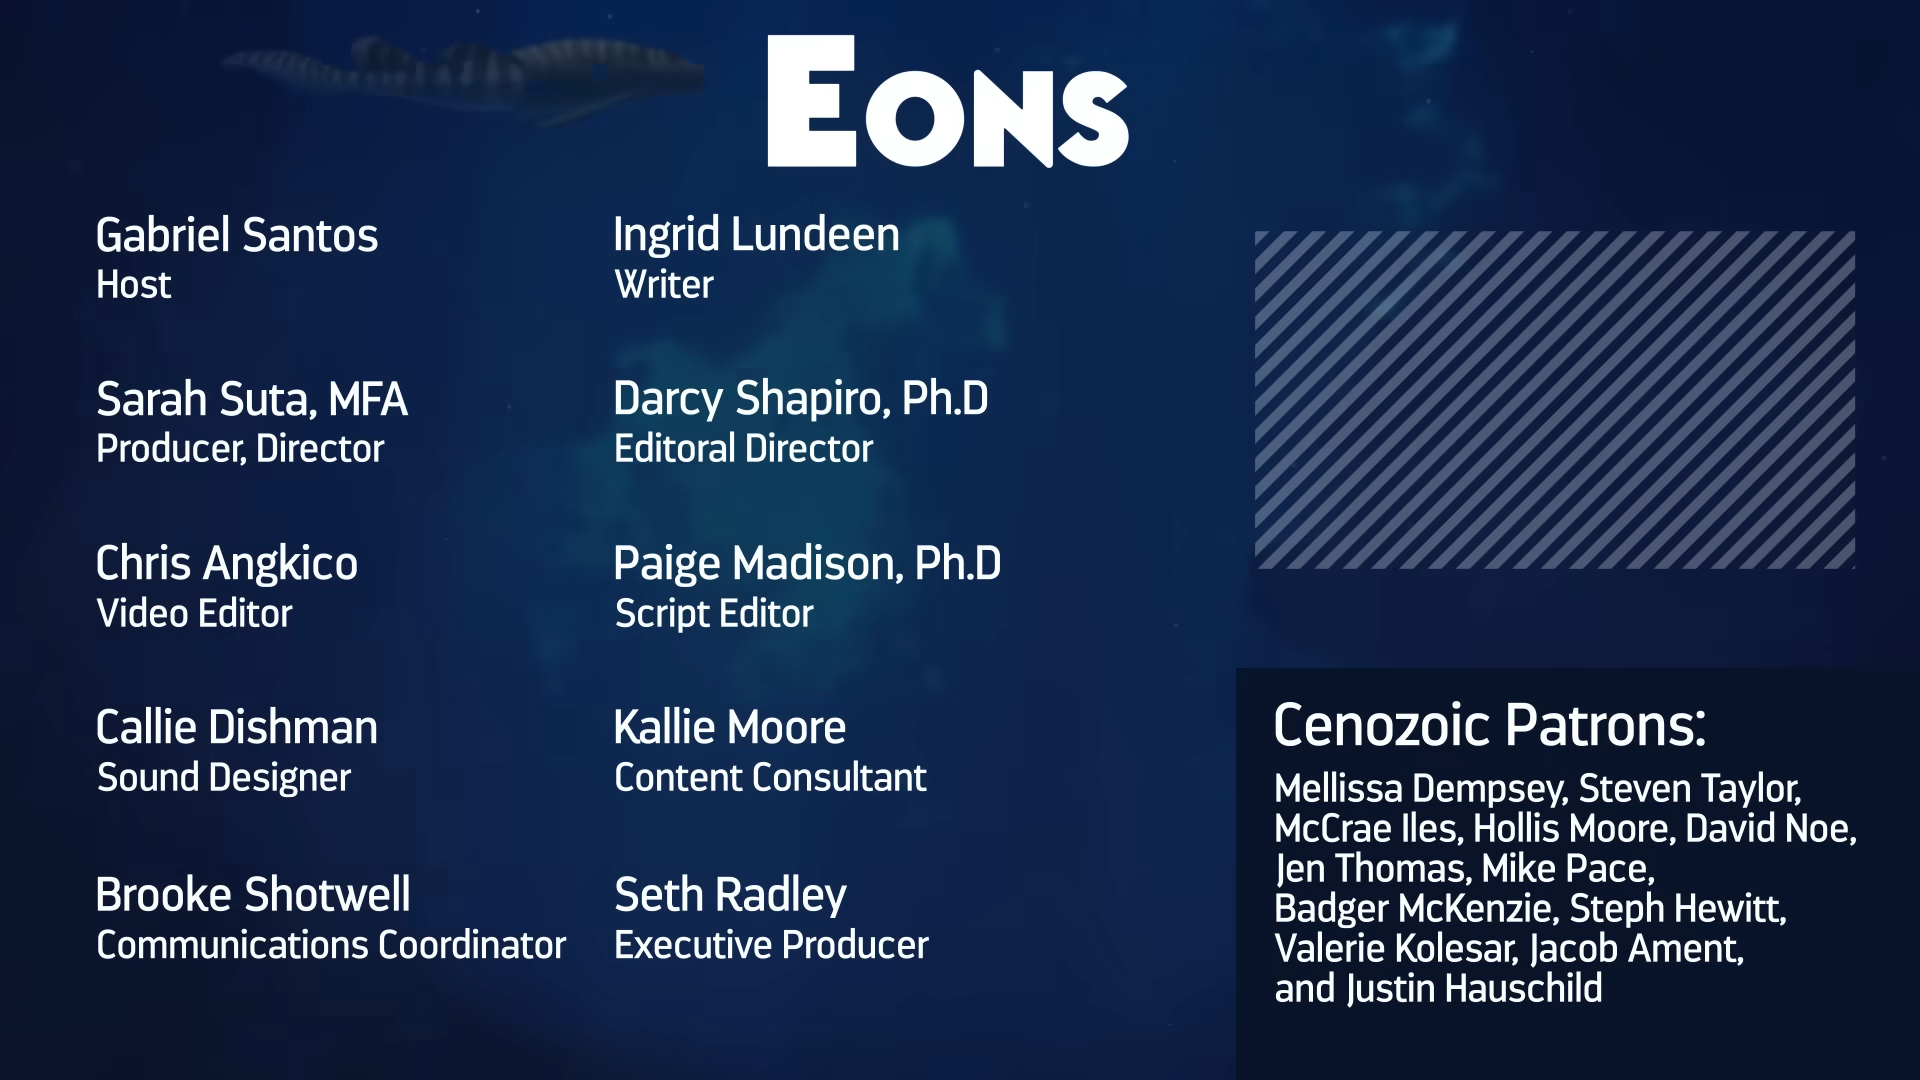 EONS
Gabriel Santos
Host
Sarah Suta, MFA
Producer, Director
Chris Angkico
Video Editor
Callie Dishman
Sound Designer
Brooke Shotwell
Communications Coordinator
Ingrid Lundeen
Writer
Darcy Shapiro, Ph.D
Editoral Director
Paige Madison, Ph.D
Script Editor
Kallie Moore
Content Consultant
Seth Radley
Executive Producer
Cenozoic Patrons:
Mellissa Dempsey, Steven Taylor,
McCrae Iles, Hollis Moore, David Noe,
Jen Thomas, Mike Pace,
Badger McKenzie, Steph Hewitt,
Valerie Kolesar, Jacob Ament,
and Justin Hauschild